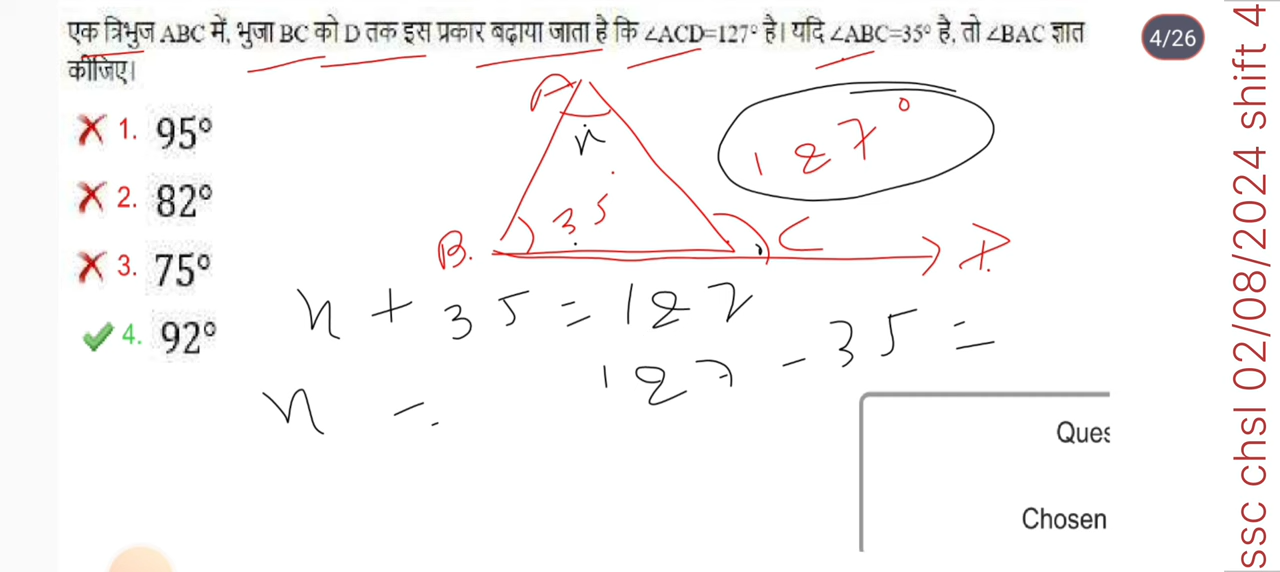 एक त्रिभुज ABC में, भुजा BC को D तक इस प्रकार बढ़ाया जाता है कि ∠ACD=127° है। यदि ∠ABC=35° है, तो ∠BAC ज्ञात
कीजिए।
4/26
1. 95°
2. 82°
3. 75°
4. 92°
A
x
127°
35
B
C
D
x + 35 = 127
x = 127 - 35 =
Ques
Chosen
ssc chsl 02/08/2024 shift 4